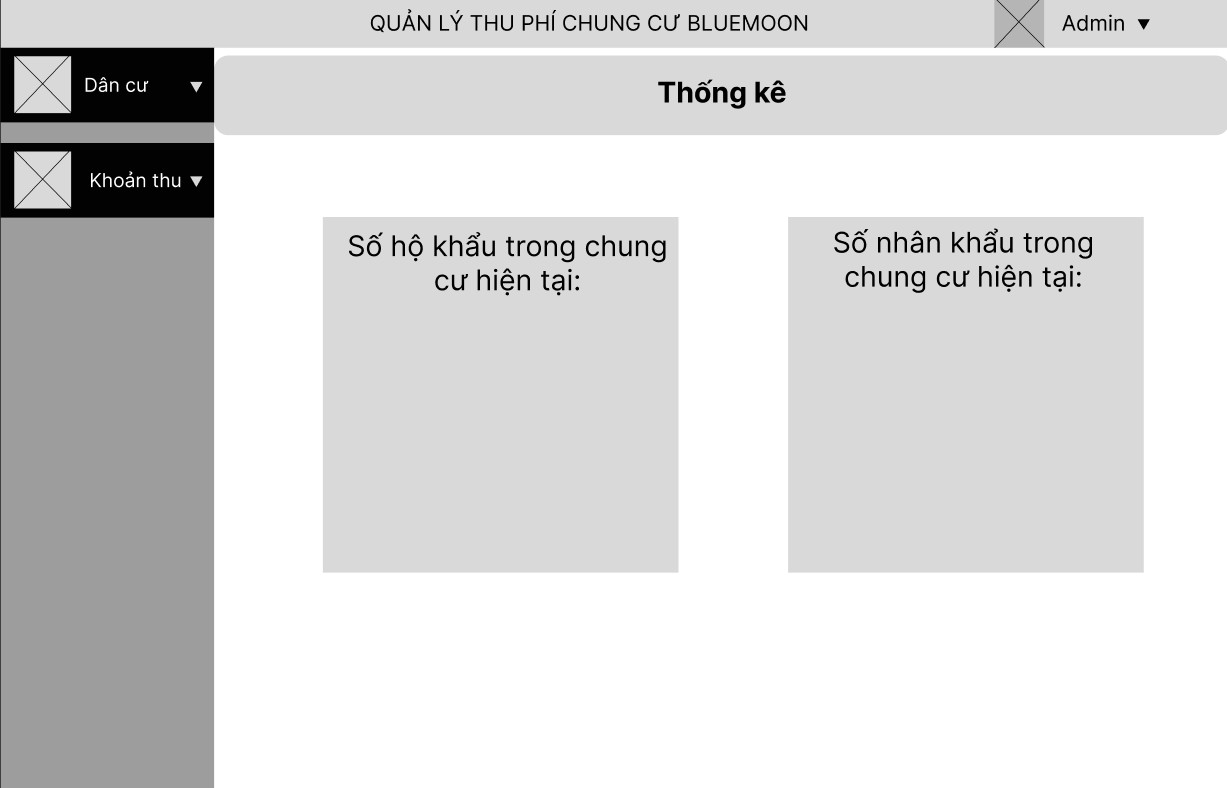 QUẢN LÝ THU PHÍ CHUNG CƯ BLUEMOON
Admin ▼
Dân cư ▼
Thống kê
Khoản thu ▼
Số hộ khẩu trong chung
cư hiện tại:
Số nhân khẩu trong
chung cư hiện tại: